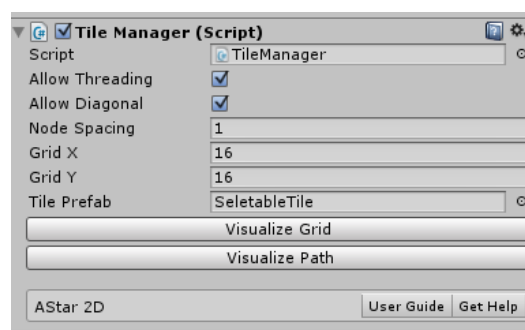 Tile Manager (Script)
Script TileManager
Allow Threading
Allow Diagonal
Node Spacing 1
Grid X 16
Grid Y 16
Tile Prefab SeletableTile
Visualize Grid
Visualize Path
AStar 2D User Guide Get Help